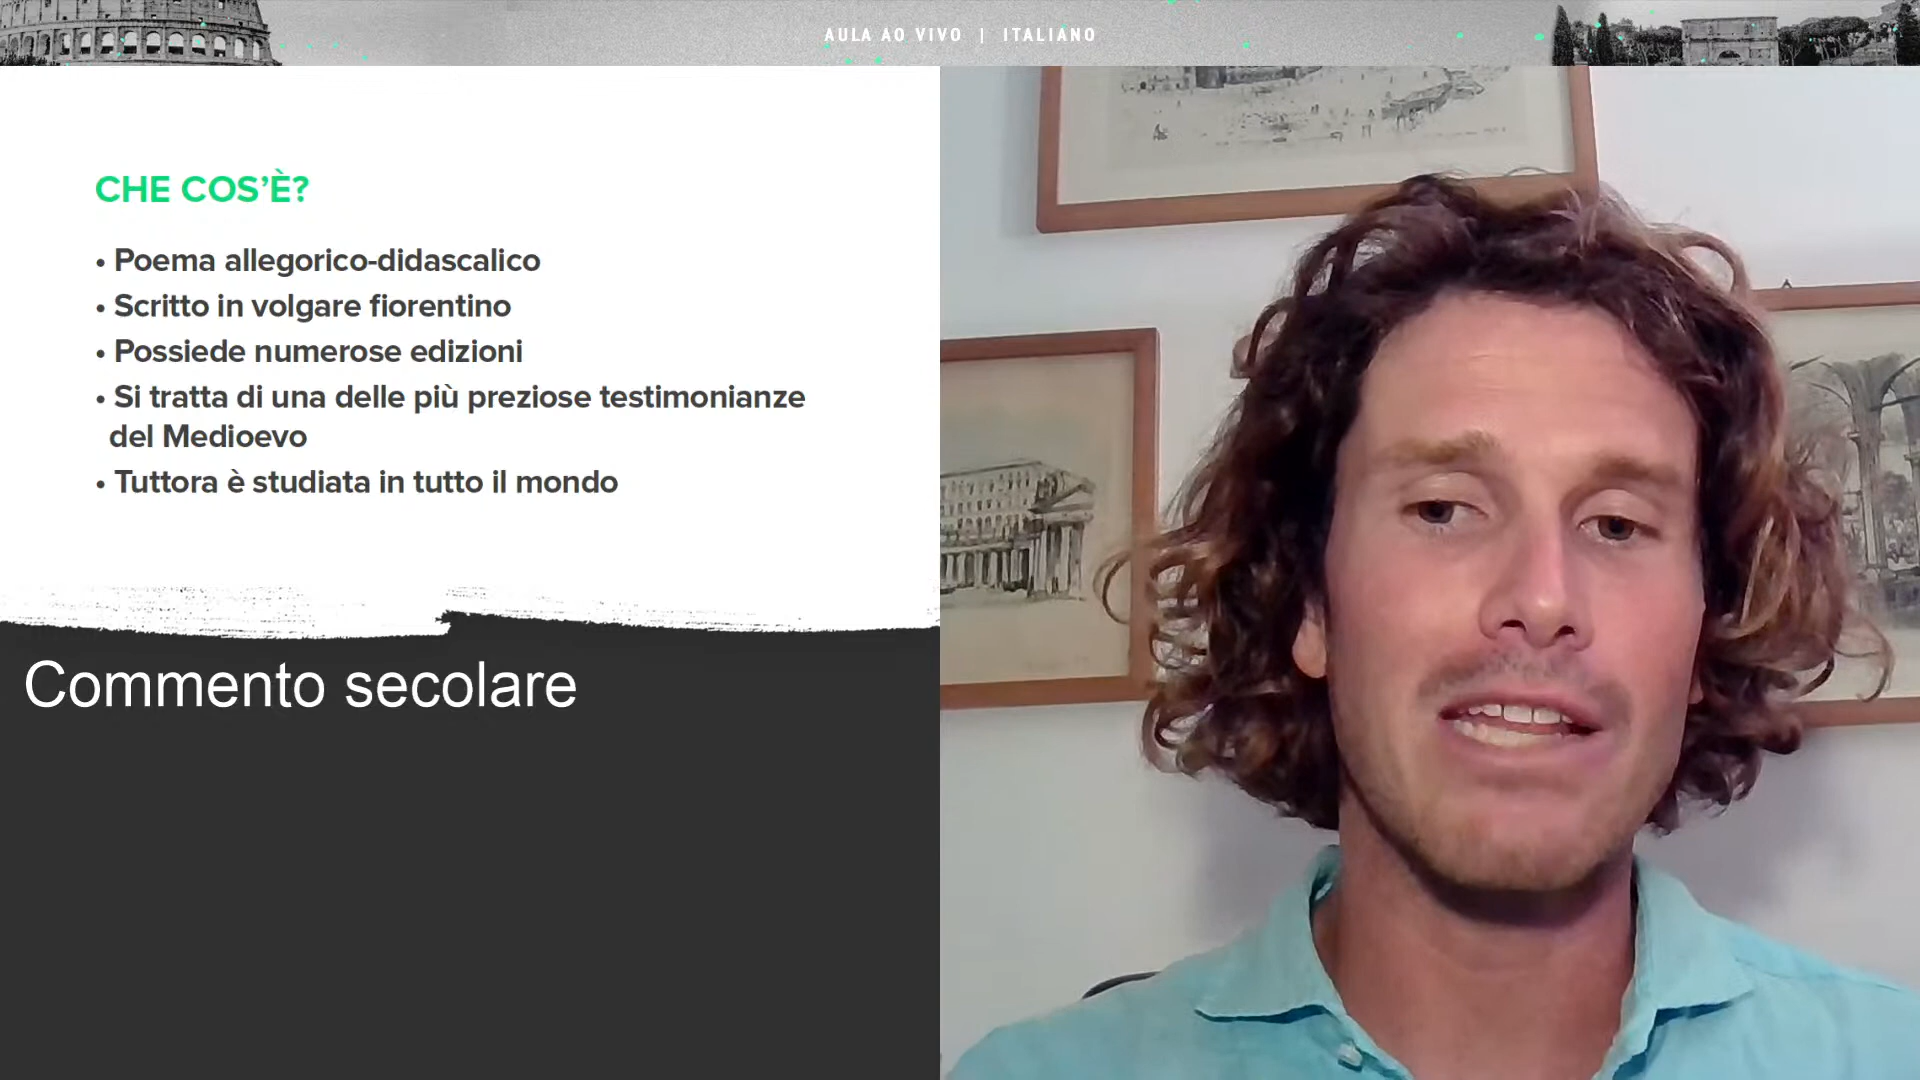 AULA AO VIVO | ITALIANO
CHE COS’È?
• Poema allegorico-didascalico
• Scritto in volgare fiorentino
• Possiede numerose edizioni
• Si tratta di una delle più preziose testimonianze
del Medioevo
• Tuttora è studiata in tutto il mondo
Commento secolare